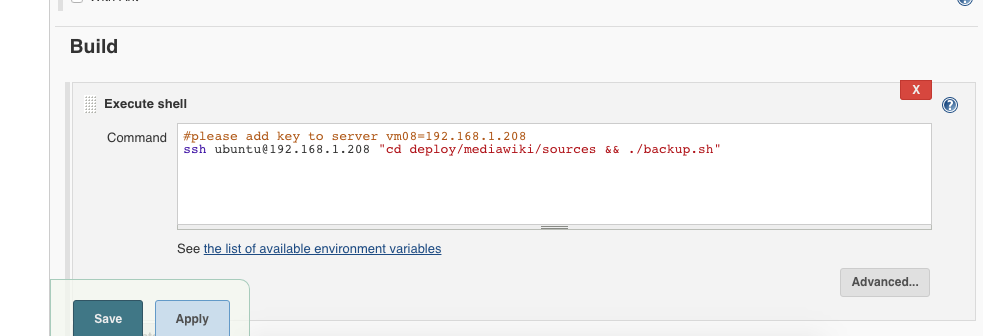 Build
X
Execute shell
?
Command
#please add key to server vm08=192.168.1.208
ssh ubuntu@192.168.1.208 "cd deploy/mediawiki/sources && ./backup.sh"
See the list of available environment variables
Advanced...
Save
Apply